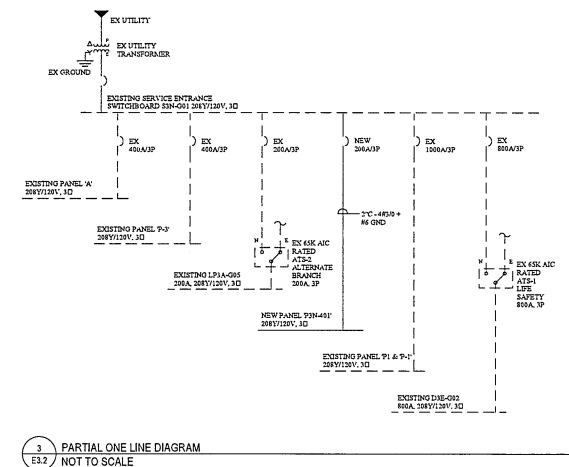 EX UTILITY
Δ
P
S
EX UTILITY
TRANSFORMER
EX GROUND
EXISTING SERVICE ENTRANCE
SWITCHBOARD S3N-G01 208Y/120V, 3□
EX
400A/3P
EX
400A/3P
EX
200A/3P
NEW
200A/3P
EX
1000A/3P
EX
800A/3P
EXISTING PANEL 'A'
208Y/120V, 3□
2"C - 4#3/0 +
#6 GND
EXISTING PANEL 'P-3'
208Y/120V, 3□
N
E
EX 65K AIC
RATED
ATS-2
ALTERNATE
BRANCH
200A, 3P
N
E
EX 65K AIC
RATED
ATS-1
LIFE
SAFETY
800A, 3P
EXISTING LP3A-G05
200A, 208Y/120V, 3□
NEW PANEL 'P3N-401'
208Y/120V, 3□
EXISTING PANEL 'P1 & 'P-1'
208Y/120V, 3□
EXISTING D3E-G02
800A, 208Y/120V, 3□
3
E3.2
PARTIAL ONE LINE DIAGRAM
NOT TO SCALE